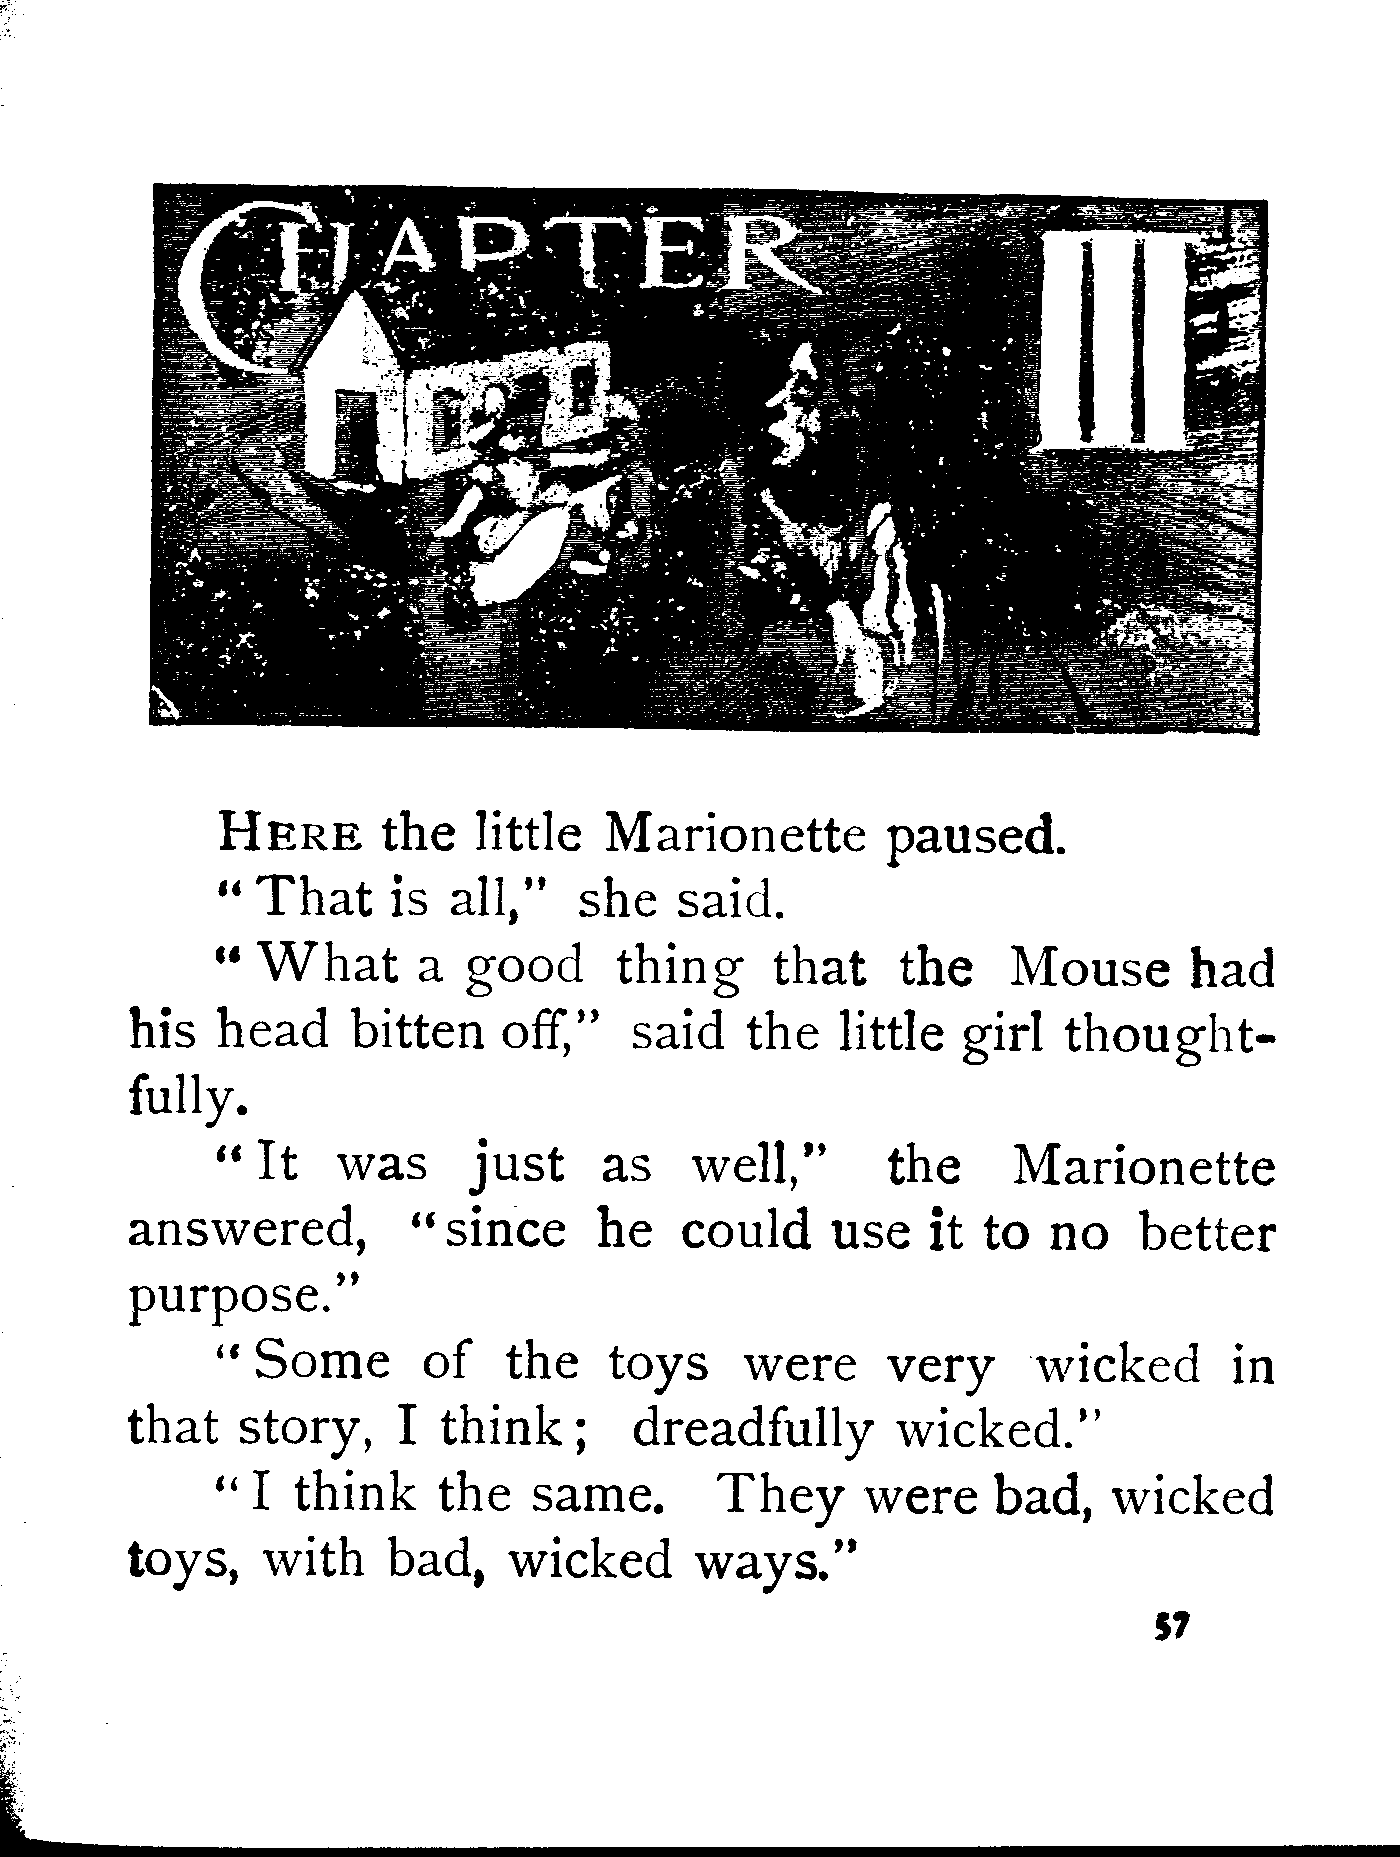 CHAPTER III
HERE the little Marionette paused.
“That is all,” she said.
“What a good thing that the Mouse had
his head bitten off,” said the little girl thought-
fully.
“It was just as well,” the Marionette
answered, “since he could use it to no better
purpose.”
“Some of the toys were very wicked in
that story, I think; dreadfully wicked.”
“I think the same. They were bad, wicked
toys, with bad, wicked ways.”
57